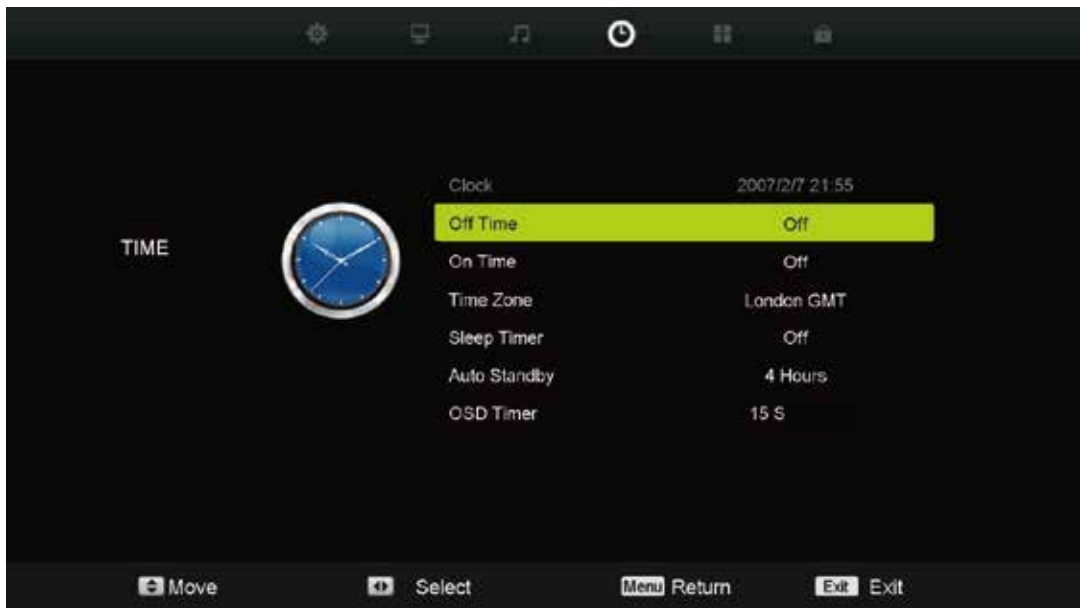 Clock 2007/2/7 21:55
Off Time Off
TIME
On Time Off
Time Zone London GMT
Sleep Timer Off
Auto Standby 4 Hours
OSD Timer 15 S
Move Select Menu Return Exit Exit